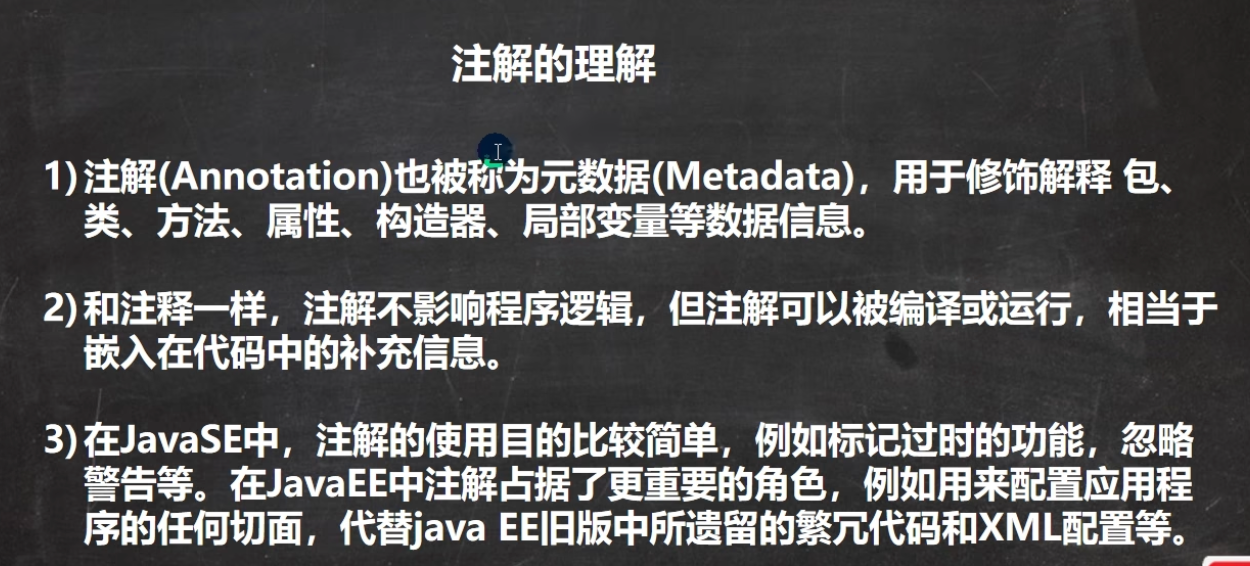 注解的理解
1)注解(Annotation)也被称为元数据(Metadata)，用于修饰解释 包、
类、方法、属性、构造器、局部变量等数据信息。
2)和注释一样，注解不影响程序逻辑，但注解可以被编译或运行，相当于
嵌入在代码中的补充信息。
3)在JavaSE中，注解的使用目的比较简单，例如标记过时的功能，忽略
警告等。在JavaEE中注解占据了更重要的角色，例如用来配置应用程
序的任何切面，代替java EE旧版中所遗留的繁冗代码和XML配置等。